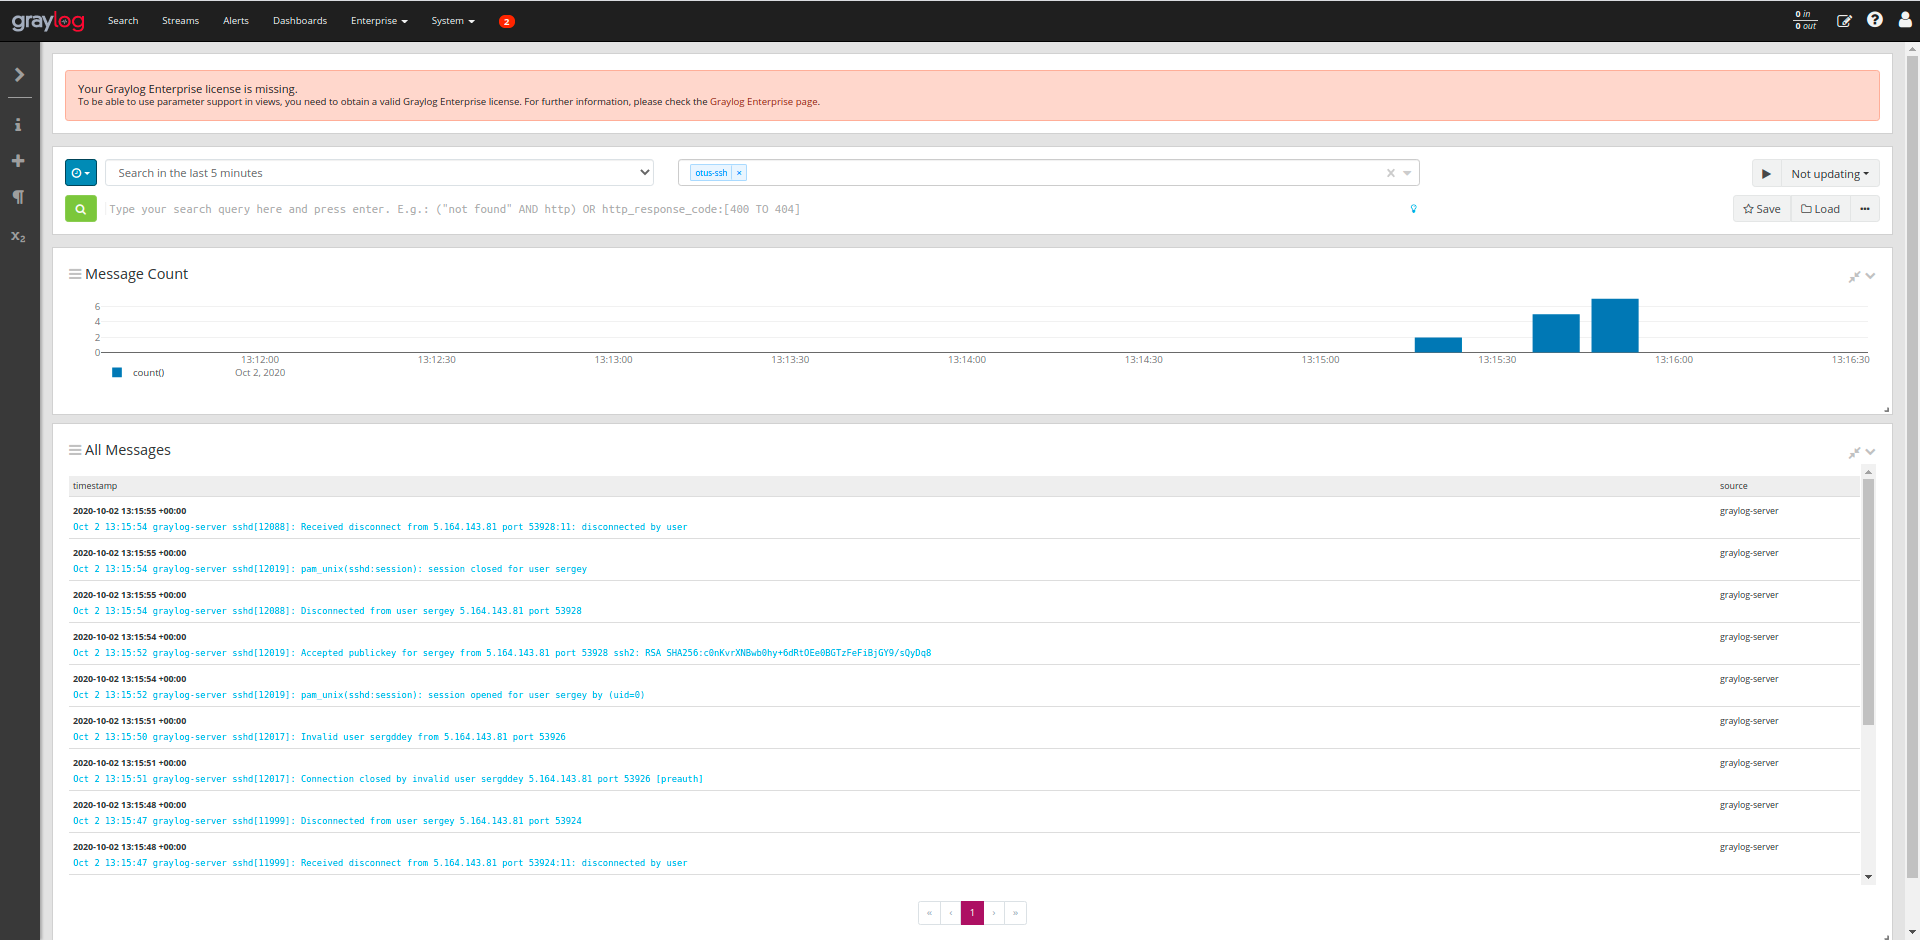 graylog Search Streams Alerts Dashboards Enterprise System 2 0 in
0 out
Your Graylog Enterprise license is missing.
To be able to use parameter support in views, you need to obtain a valid Graylog Enterprise license. For further information, please check the Graylog Enterprise page.
Search in the last 5 minutes otus-ssh × Not updating
Type your search query here and press enter. E.g.: ("not found" AND http) OR http_response_code:[400 TO 404] Save Load
x2
Message Count
6
4
2
0
13:12:00 13:12:30 13:13:00 13:13:30 13:14:00 13:14:30 13:15:00 13:15:30 13:16:00 13:16:30
count() Oct 2, 2020
All Messages
timestamp source
2020-10-02 13:15:55 +00:00 graylog-server
Oct 2 13:15:54 graylog-server sshd[12088]: Received disconnect from 5.164.143.81 port 53928:11: disconnected by user
2020-10-02 13:15:55 +00:00 graylog-server
Oct 2 13:15:54 graylog-server sshd[12019]: pam_unix(sshd:session): session closed for user sergey
2020-10-02 13:15:55 +00:00 graylog-server
Oct 2 13:15:54 graylog-server sshd[12088]: Disconnected from user sergey 5.164.143.81 port 53928
2020-10-02 13:15:54 +00:00 graylog-server
Oct 2 13:15:52 graylog-server sshd[12019]: Accepted publickey for sergey from 5.164.143.81 port 53928 ssh2: RSA SHA256:c0nKvrXNBwb0hy+6dRtOEe0BGTzFeFiBjGY9/sQyDq8
2020-10-02 13:15:54 +00:00 graylog-server
Oct 2 13:15:52 graylog-server sshd[12019]: pam_unix(sshd:session): session opened for user sergey by (uid=0)
2020-10-02 13:15:51 +00:00 graylog-server
Oct 2 13:15:50 graylog-server sshd[12017]: Invalid user sergddey from 5.164.143.81 port 53926
2020-10-02 13:15:51 +00:00 graylog-server
Oct 2 13:15:51 graylog-server sshd[12017]: Connection closed by invalid user sergddey 5.164.143.81 port 53926 [preauth]
2020-10-02 13:15:48 +00:00 graylog-server
Oct 2 13:15:47 graylog-server sshd[11999]: Disconnected from user sergey 5.164.143.81 port 53924
2020-10-02 13:15:48 +00:00 graylog-server
Oct 2 13:15:47 graylog-server sshd[11999]: Received disconnect from 5.164.143.81 port 53924:11: disconnected by user
« ‹ 1 › »